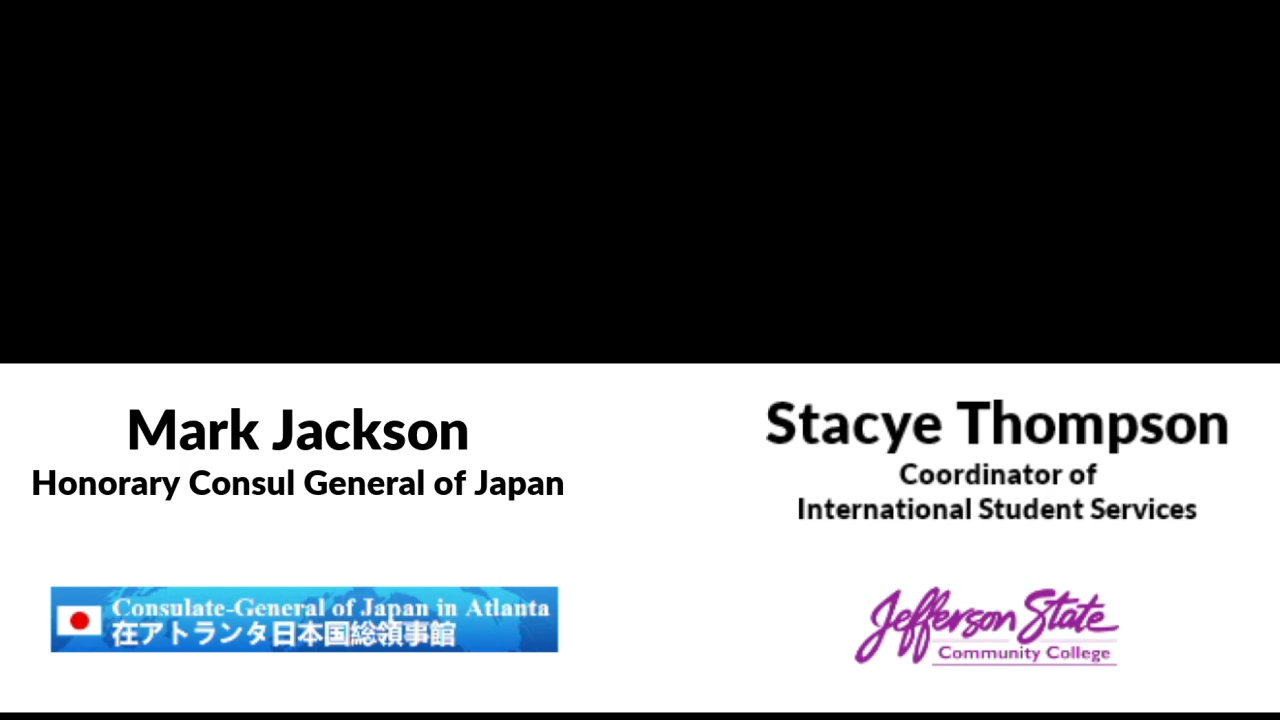 Mark Jackson
Honorary Consul General of Japan
Consulate-General of Japan in Atlanta
在アトランタ日本国総領事館
Stacye Thompson
Coordinator of
International Student Services
Jefferson State
Community College